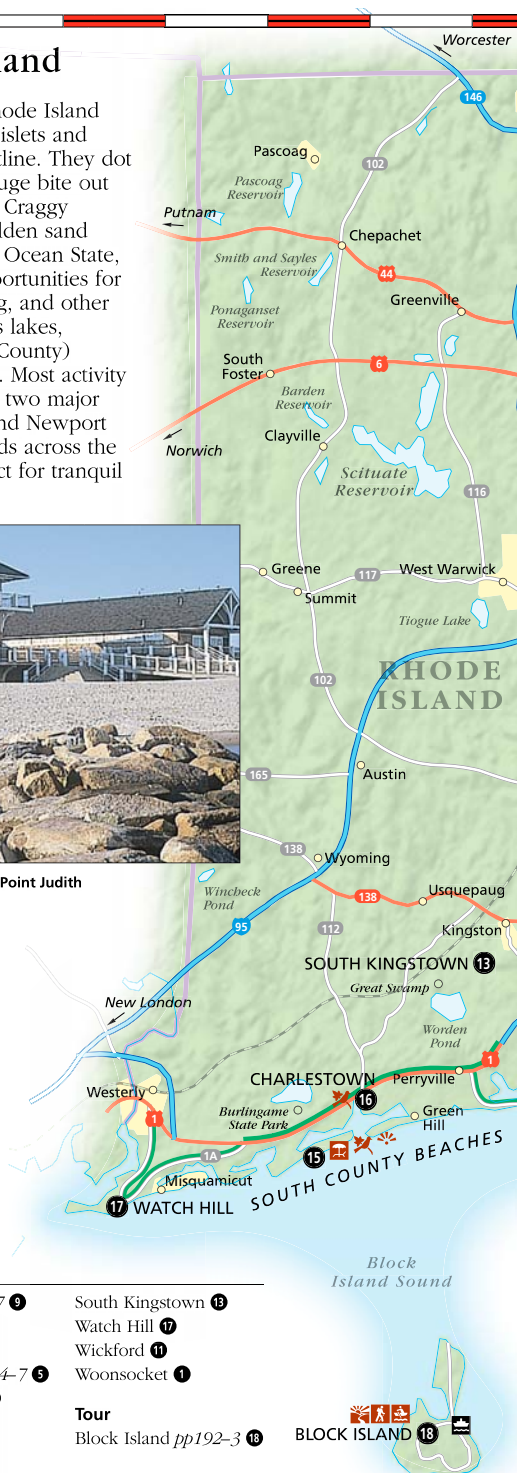 Worcester
land
146
hode Island
islets and
tline. They dot
uge bite out
Craggy
lden sand
Ocean State,
portunities for
g, and other
s lakes,
County)
. Most activity
two major
nd Newport
ds across the
ct for tranquil
Pascoag
102
Pascoag
Reservoir
Putnam
Chepachet
Smith and Sayles
Reservoir
44
Ponaganset
Reservoir
Greenville
South
Foster
6
Barden
Reservoir
Norwich
Clayville
Scituate
Reservoir
116
Greene
117
West Warwick
Summit
Tiogue Lake
RHODE
ISLAND
102
165
Austin
138
Wyoming
Point Judith
Wincheck
Pond
138
Usquepaug
95
112
Kingston
SOUTH KINGSTOWN 13
Great Swamp
New London
Worden
Pond
1
CHARLESTOWN
16
Perryville
Westerly
Burlingame
State Park
Green
Hill
1
1A
15
SOUTH COUNTY BEACHES
Misquamicut
17 WATCH HILL
Block
Island Sound
7 9
4–7 5
South Kingstown 13
Watch Hill 17
Wickford 11
Woonsocket 1
Tour
Block Island pp192–3 18
BLOCK ISLAND 18